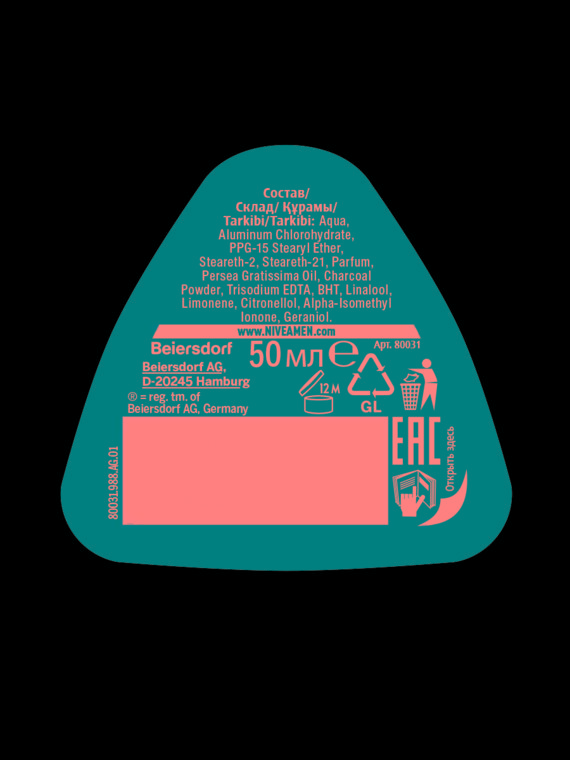 Состав/
Склад/ Құрамы/
Tarkibi/Tarkibi: Aqua,
Aluminum Chlorohydrate,
PPG-15 Stearyl Ether,
Steareth-2, Steareth-21, Parfum,
Persea Gratissima Oil, Charcoal
Powder, Trisodium EDTA, BHT, Linalool,
Limonene, Citronellol, Alpha-Isomethyl
Ionone, Geraniol.
www.NIVEAMEN.com
Beiersdorf
50 мл ℮
Арт. 80031
Beiersdorf AG,
D-20245 Hamburg
® = reg. tm. of
Beiersdorf AG, Germany
12 M
GL
EAC
Открыть здесь
80031.988.AG.01